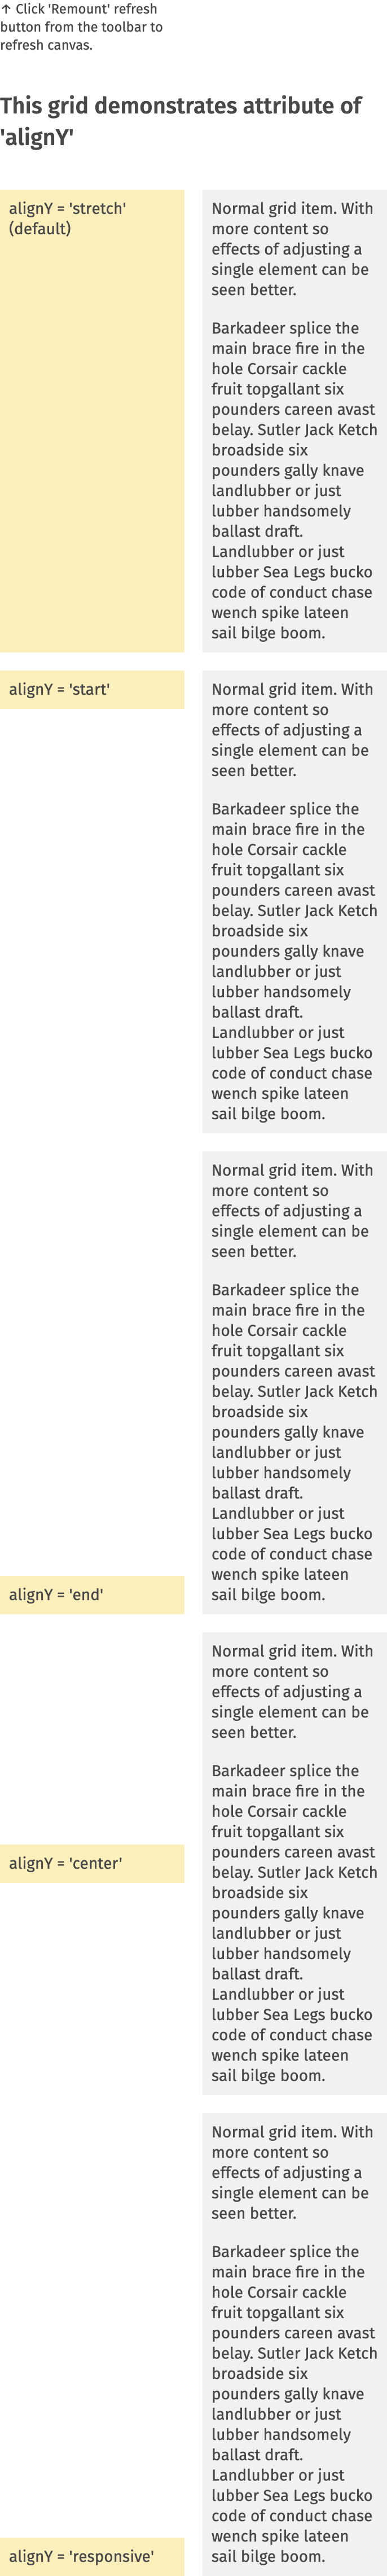 ↑ Click 'Remount' refresh
button from the toolbar to
refresh canvas.
This grid demonstrates attribute of
'alignY'
alignY = 'stretch'
(default)
Normal grid item. With
more content so
effects of adjusting a
single element can be
seen better.
Barkadeer splice the
main brace fire in the
hole Corsair cackle
fruit topgallant six
pounders careen avast
belay. Sutler Jack Ketch
broadside six
pounders gally knave
landlubber or just
lubber handsomely
ballast draft.
Landlubber or just
lubber Sea Legs bucko
code of conduct chase
wench spike lateen
sail bilge boom.
alignY = 'start'
Normal grid item. With
more content so
effects of adjusting a
single element can be
seen better.
Barkadeer splice the
main brace fire in the
hole Corsair cackle
fruit topgallant six
pounders careen avast
belay. Sutler Jack Ketch
broadside six
pounders gally knave
landlubber or just
lubber handsomely
ballast draft.
Landlubber or just
lubber Sea Legs bucko
code of conduct chase
wench spike lateen
sail bilge boom.
alignY = 'end'
Normal grid item. With
more content so
effects of adjusting a
single element can be
seen better.
Barkadeer splice the
main brace fire in the
hole Corsair cackle
fruit topgallant six
pounders careen avast
belay. Sutler Jack Ketch
broadside six
pounders gally knave
landlubber or just
lubber handsomely
ballast draft.
Landlubber or just
lubber Sea Legs bucko
code of conduct chase
wench spike lateen
sail bilge boom.
alignY = 'center'
Normal grid item. With
more content so
effects of adjusting a
single element can be
seen better.
Barkadeer splice the
main brace fire in the
hole Corsair cackle
fruit topgallant six
pounders careen avast
belay. Sutler Jack Ketch
broadside six
pounders gally knave
landlubber or just
lubber handsomely
ballast draft.
Landlubber or just
lubber Sea Legs bucko
code of conduct chase
wench spike lateen
sail bilge boom.
alignY = 'responsive'
Normal grid item. With
more content so
effects of adjusting a
single element can be
seen better.
Barkadeer splice the
main brace fire in the
hole Corsair cackle
fruit topgallant six
pounders careen avast
belay. Sutler Jack Ketch
broadside six
pounders gally knave
landlubber or just
lubber handsomely
ballast draft.
Landlubber or just
lubber Sea Legs bucko
code of conduct chase
wench spike lateen
sail bilge boom.